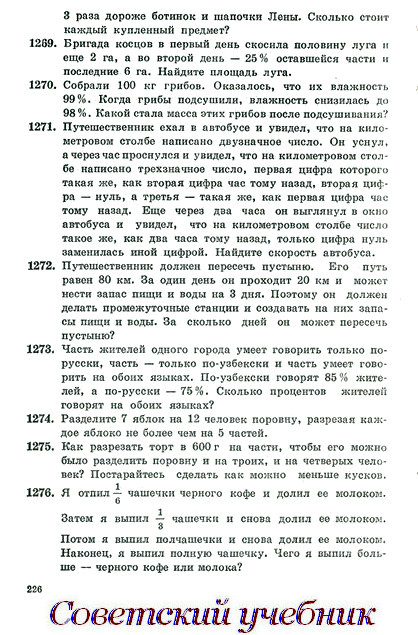 3 раза дороже ботинок и шапочки Лены. Сколько стоит
каждый купленный предмет?
1269. Бригада косцов в первый день скосила половину луга и
еще 2 га, а во второй день — 25% оставшейся части и
последние 6 га. Найдите площадь луга.
1270. Собрали 100 кг грибов. Оказалось, что их влажность
99%. Когда грибы подсушили, влажность снизилась до
98%. Какой стала масса этих грибов после подсушивания?
1271. Путешественник ехал в автобусе и увидел, что на кило-
метровом столбе написано двузначное число. Он уснул,
а через час проснулся и увидел, что на километровом стол-
бе написано трехзначное число, первая цифра которого
такая же, как вторая цифра час тому назад, вторая циф-
ра — нуль, а третья — такая же, как первая цифра час
тому назад. Еще через два часа он выглянул в окно
автобуса и увидел, что на километровом столбе число
такое же, как два часа тому назад, только цифра нуль
заменилась иной цифрой. Найдите скорость автобуса.
1272. Путешественник должен пересечь пустыню. Его путь
равен 80 км. За один день он проходит 20 км и может
нести запас пищи и воды на 3 дня. Поэтому он должен
делать промежуточные станции и создавать на них запа-
сы пищи и воды. За сколько дней он может пересечь
пустыню?
1273. Часть жителей одного города умеет говорить только по-
русски, часть — только по-узбекски и часть умеет гово-
рить на обоих языках. По-узбекски говорят 85% жите-
лей, а по-русски — 75%. Сколько процентов жителей
говорят на обоих языках?
1274. Разделите 7 яблок на 12 человек поровну, разрезая каж-
дое яблоко не более чем на 5 частей.
1275. Как разрезать торт в 600 г на части, чтобы его можно
было разделить поровну и на троих, и на четверых чело-
век? Постарайтесь сделать как можно меньше кусков.
1276. Я отпил 1/6 чашечки черного кофе и долил ее молоком.
Затем я выпил 1/3 чашечки и снова долил ее молоком.
Потом я выпил полчашечки и снова долил ее молоком.
Наконец, я выпил полную чашечку. Чего я выпил боль-
ше — черного кофе или молока?
226
Советский учебник